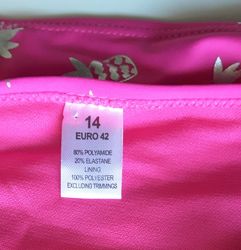 14
EURO 42
80% POLYAMIDE
20% ELASTANE
LINING
100% POLYESTER
EXCLUDING TRIMMINGS